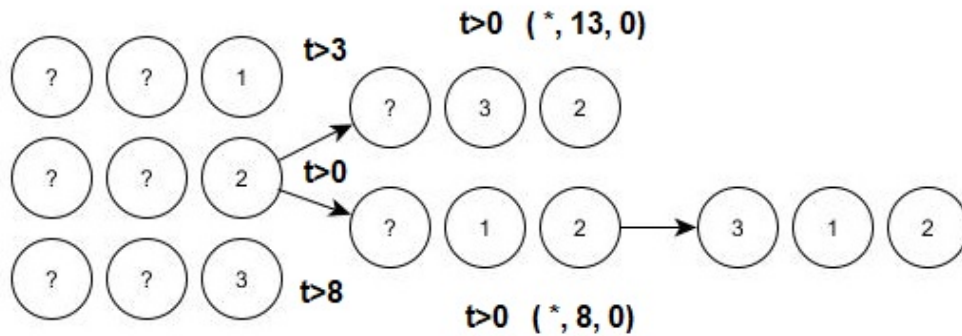 t>0 ( *, 13, 0)
t>3
? ? 1
? 3 2
? ? 2
t>0
? 1 2
3 1 2
? ? 3
t>8
t>0 ( *, 8, 0)